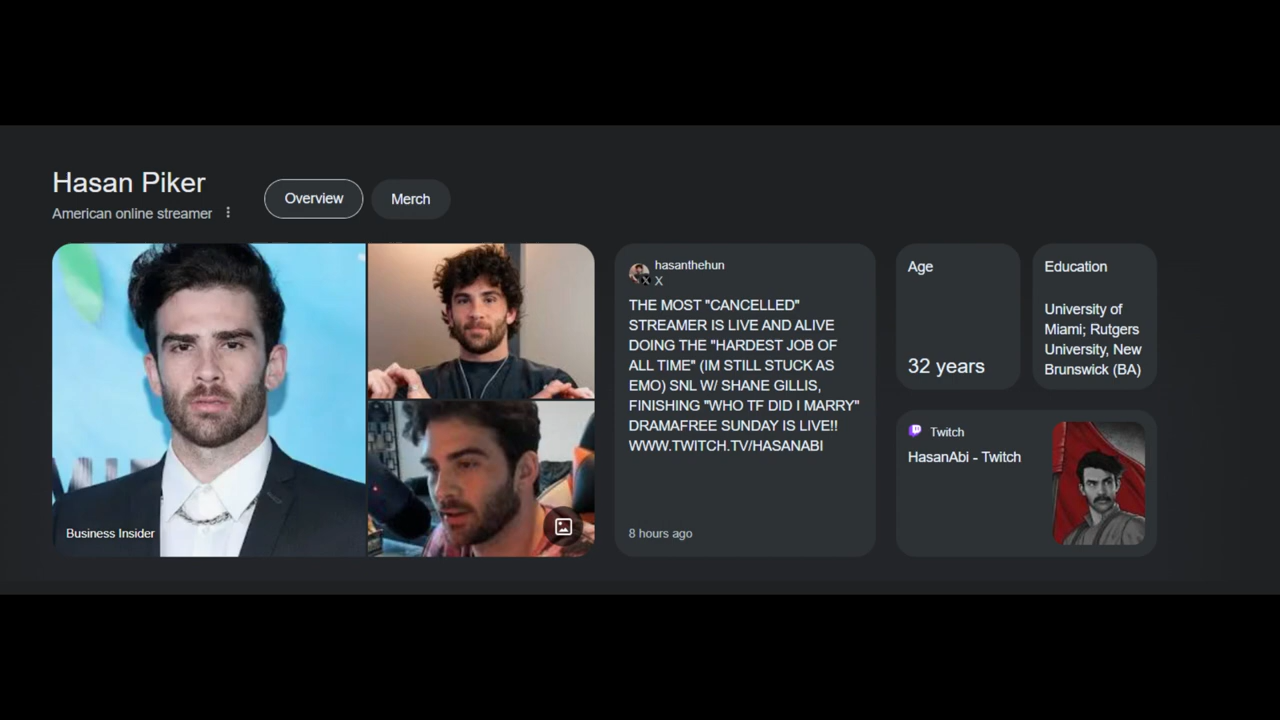 Hasan Piker
American online streamer
Overview
Merch
Business Insider
hasanthehun
X
THE MOST "CANCELLED"
STREAMER IS LIVE AND ALIVE
DOING THE "HARDEST JOB OF
ALL TIME" (IM STILL STUCK AS
EMO) SNL W/ SHANE GILLIS,
FINISHING "WHO TF DID I MARRY"
DRAMAFREE SUNDAY IS LIVE!!
WWW.TWITCH.TV/HASANABI
8 hours ago
Age
32 years
Education
University of
Miami; Rutgers
University, New
Brunswick (BA)
Twitch
HasanAbi - Twitch